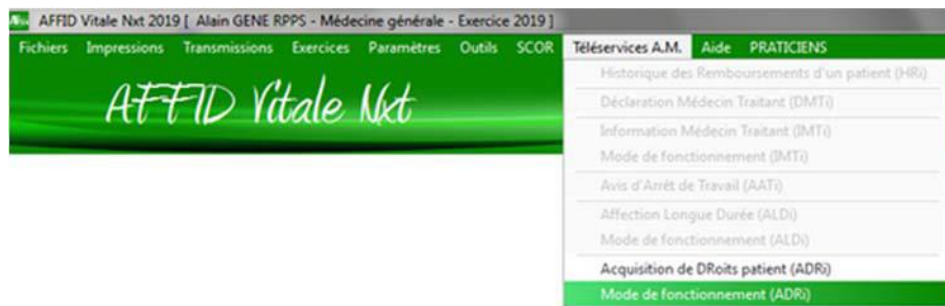 AFFID Vitale Nxt 2019 [ Alain GENE RPPS - Médecine générale - Exercice 2019 ]
Fichiers Impressions Transmissions Exercices Paramètres Outils SCOR Téléservices A.M. Aide PRATICIENS
AFFID Vitale Nxt
Historique des Remboursements d'un patient (HRi)
Déclaration Médecin Traitant (DMTi)
Information Médecin Traitant (IMTi)
Mode de fonctionnement (IMTi)
Avis d'Arrêt de Travail (AATi)
Affection Longue Durée (ALDi)
Mode de fonctionnement (ALDi)
Acquisition de DRoits patient (ADRi)
Mode de fonctionnement (ADRi)